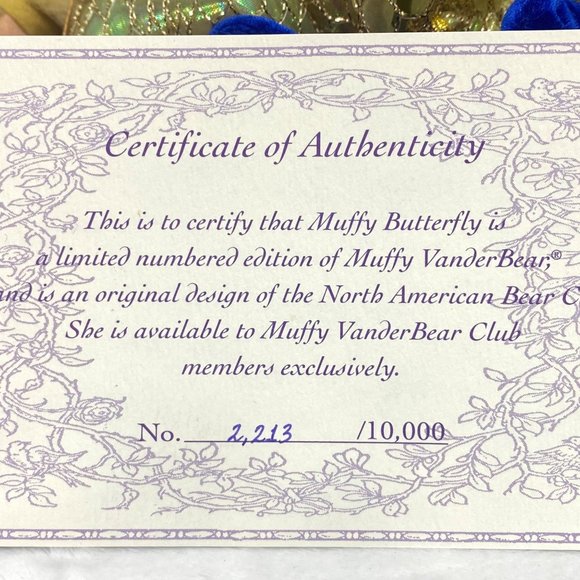 Certificate of Authenticity
This is to certify that Muffy Butterfly is
a limited numbered edition of Muffy VanderBear,®
and is an original design of the North American Bear C
She is available to Muffy VanderBear Club
members exclusively.
No. 2,213 /10,000